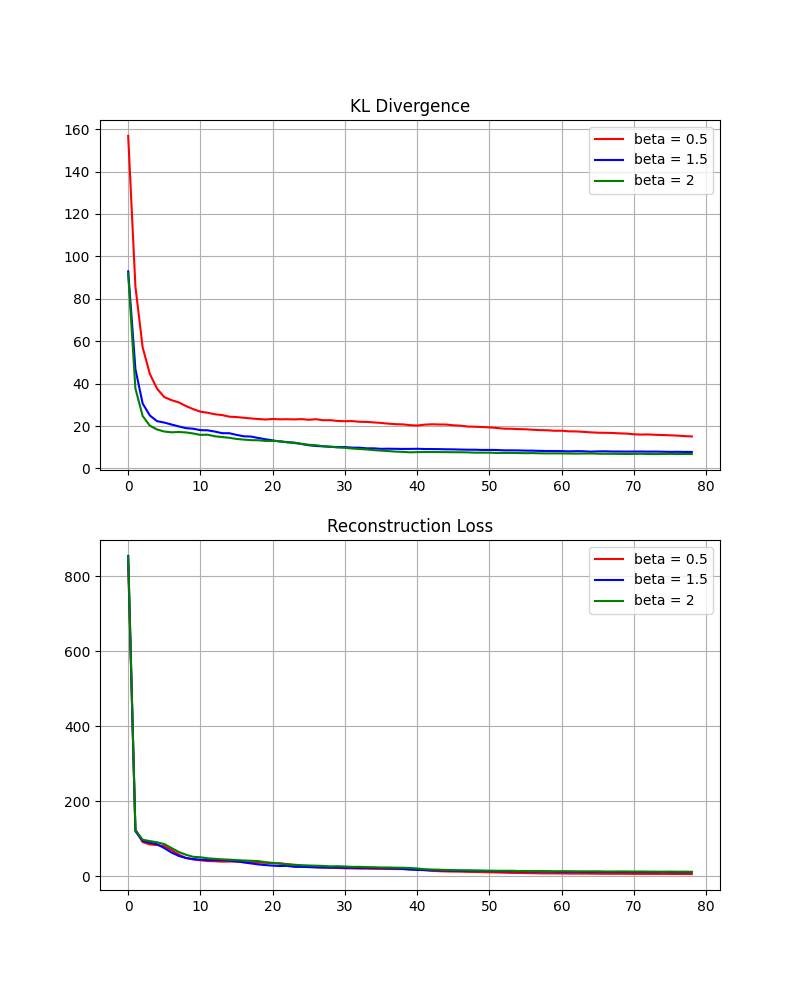 KL Divergence
160
140
120
100
80
60
40
20
0
beta = 0.5
beta = 1.5
beta = 2
0 10 20 30 40 50 60 70 80
Reconstruction Loss
800
600
400
200
0
beta = 0.5
beta = 1.5
beta = 2
0 10 20 30 40 50 60 70 80